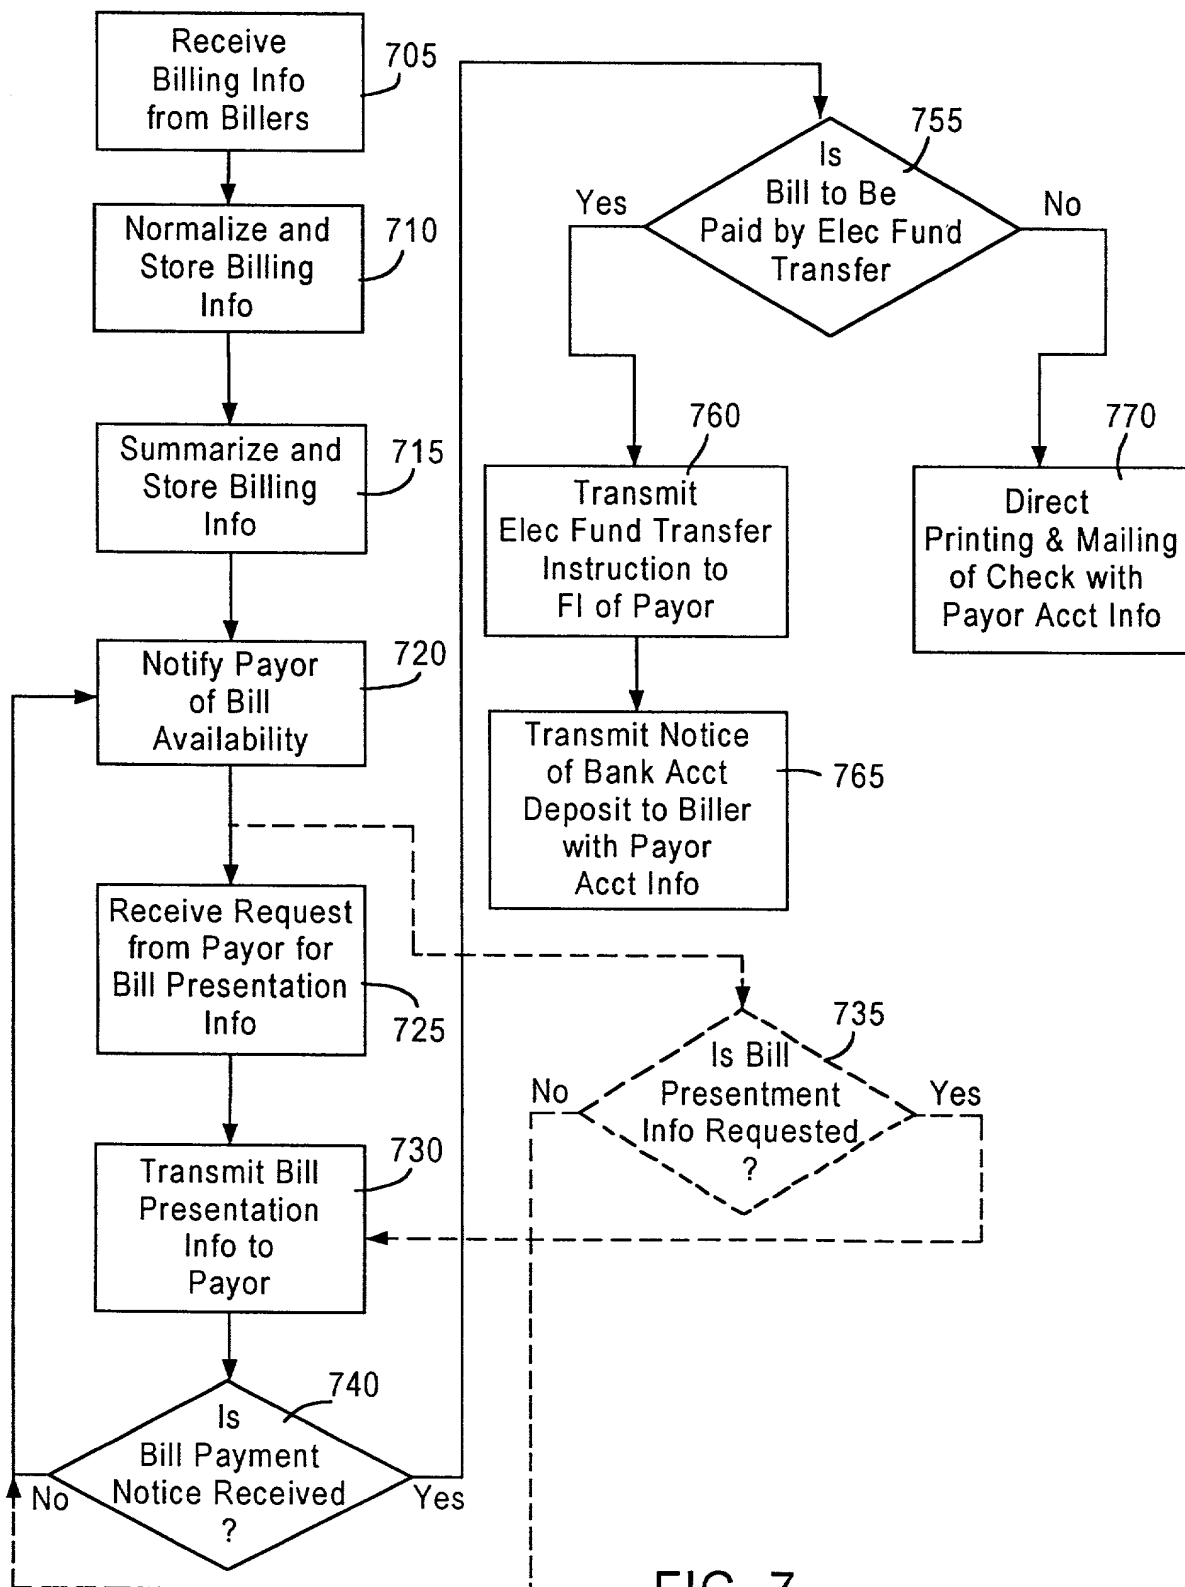 Receive
Billing Info
from Billers
705
Normalize and
Store Billing
Info
710
Summarize and
Store Billing
Info
715
Notify Payor
of Bill
Availability
720
Receive Request
from Payor for
Bill Presentation
Info
725
Transmit Bill
Presentation
Info to
Payor
730
Is
Bill Payment
Notice Received
?
740
No
Yes
Is
Bill to Be
Paid by Elec Fund
Transfer
755
Yes
No
Transmit
Elec Fund Transfer
Instruction to
FI of Payor
760
Direct
Printing & Mailing
of Check with
Payor Acct Info
770
Transmit Notice
of Bank Acct
Deposit to Biller
with Payor
Acct Info
765
Is Bill
Presentment
Info Requested
?
735
No
Yes
FIG. 7